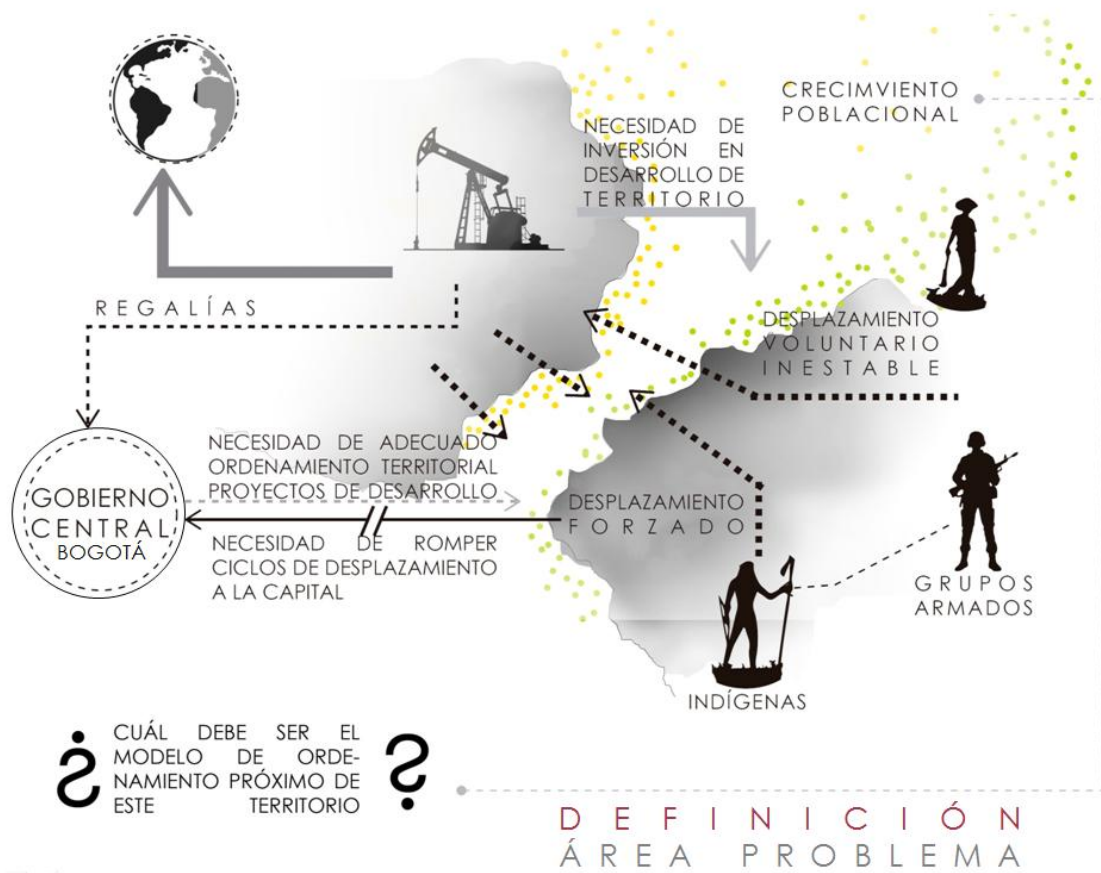 CRECIMVIENTO
POBLACIONAL
NECESIDAD DE
INVERSIÓN EN
DESARROLLO DE
TERRITORIO
REGALÍAS
DESPLAZAMIENTO
VOLUNTARIO
INESTABLE
NECESIDAD DE ADECUADO
ORDENAMIENTO TERRITORIAL
PROYECTOS DE DESARROLLO
GOBIERNO
CENTRAL
BOGOTÁ
DESPLAZAMIENTO
FORZADO
NECESIDAD DE ROMPER
CICLOS DE DESPLAZAMIENTO
A LA CAPITAL
GRUPOS
ARMADOS
INDÍGENAS
¿ CUÁL DEBE SER EL
MODELO DE ORDE-
NAMIENTO PRÓXIMO DE
ESTE TERRITORIO ?
DEFINICIÓN
ÁREA PROBLEMA